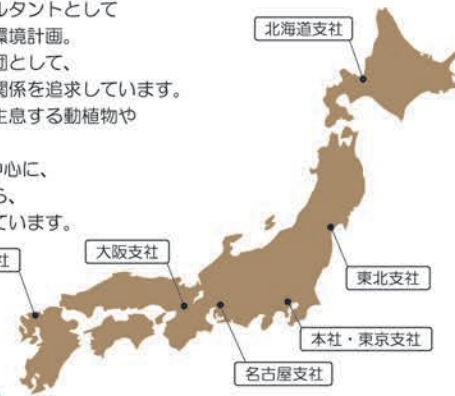 ルタントとして
環境計画。
団として、
関係を追求しています。
生息する動植物や
中心に、
ら、
ています。
北海道支社
東北支社
本社・東京支社
名古屋支社
大阪支社
社